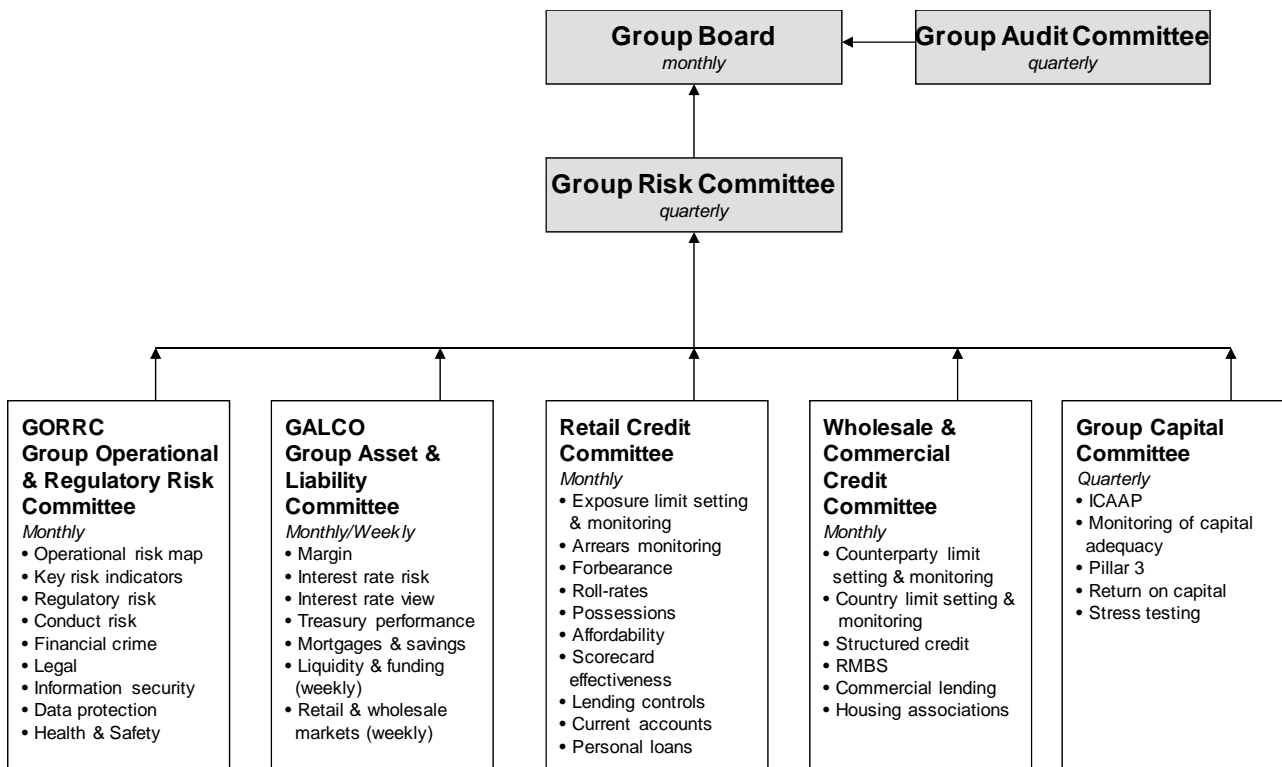 Group Board
monthly
Group Audit Committee
quarterly
Group Risk Committee
quarterly
GORRC
Group Operational
& Regulatory Risk
Committee
Monthly
• Operational risk map
• Key risk indicators
• Regulatory risk
• Conduct risk
• Financial crime
• Legal
• Information security
• Data protection
• Health & Safety
GALCO
Group Asset &
Liability
Committee
Monthly/Weekly
• Margin
• Interest rate risk
• Interest rate view
• Treasury performance
• Mortgages & savings
• Liquidity & funding
(weekly)
• Retail & wholesale
markets (weekly)
Retail Credit
Committee
Monthly
• Exposure limit setting
& monitoring
• Arrears monitoring
• Forbearance
• Roll-rates
• Possessions
• Affordability
• Scorecard
effectiveness
• Lending controls
• Current accounts
• Personal loans
Wholesale &
Commercial
Credit
Committee
Monthly
• Counterparty limit
setting & monitoring
• Country limit setting &
monitoring
• Structured credit
• RMBS
• Commercial lending
• Housing associations
Group Capital
Committee
Quarterly
• ICAAP
• Monitoring of capital
adequacy
• Pillar 3
• Return on capital
• Stress testing